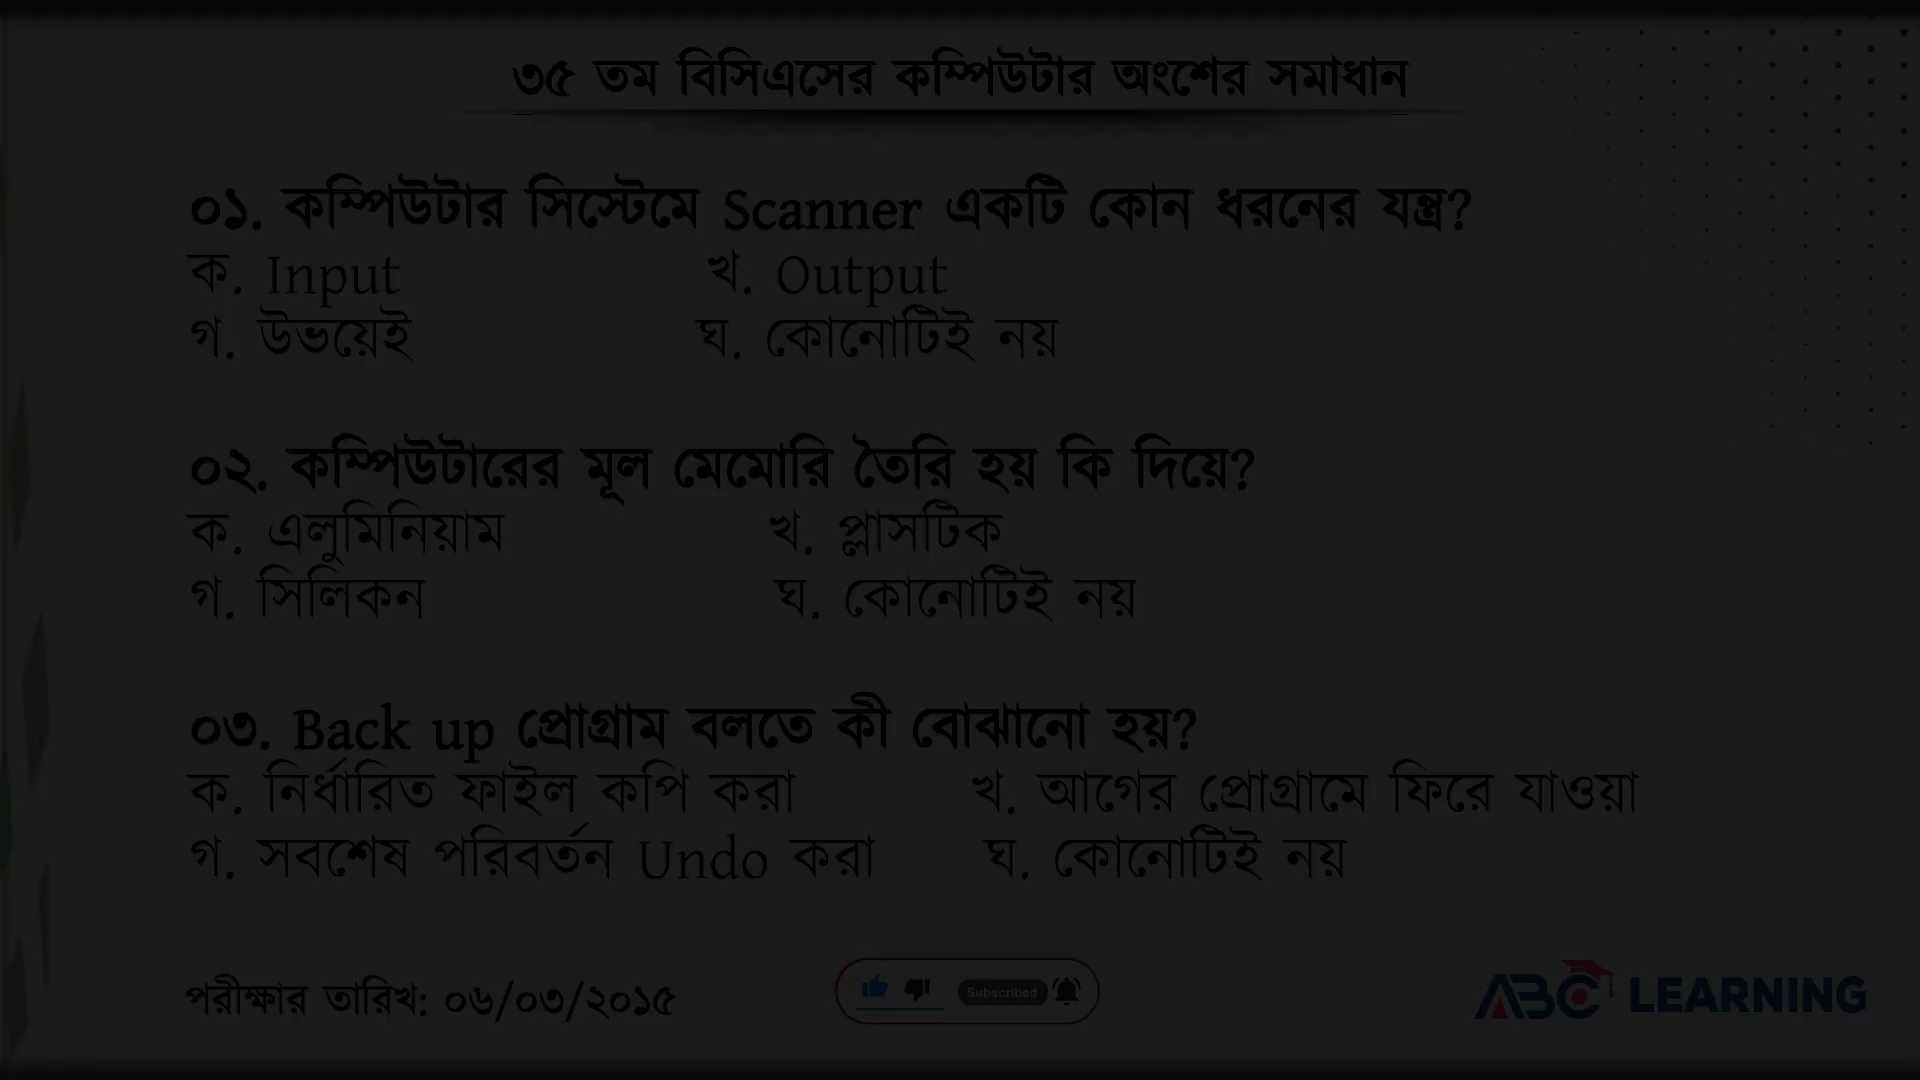 ৩৫ তম বিসিএসের কম্পিউটার অংশের সমাধান
০১. কম্পিউটার সিস্টেমে Scanner একটি কোন ধরনের যন্ত্র?
ক. Input খ. Output
গ. উভয়েই ঘ. কোনোটিই নয়
০২. কম্পিউটারের মূল মেমোরি তৈরি হয় কি দিয়ে?
ক. এলুমিনিয়াম খ. প্লাসটিক
গ. সিলিকন ঘ. কোনোটিই নয়
০৩. Back up প্রোগ্রাম বলতে কী বোঝানো হয়?
ক. নির্ধারিত ফাইল কপি করা খ. আগের প্রোগ্রামে ফিরে যাওয়া
গ. সবশেষ পরিবর্তন Undo করা ঘ. কোনোটিই নয়
পরীক্ষার তারিখ: ০৬/০৩/২০১৫
Subscribed
ABC LEARNING